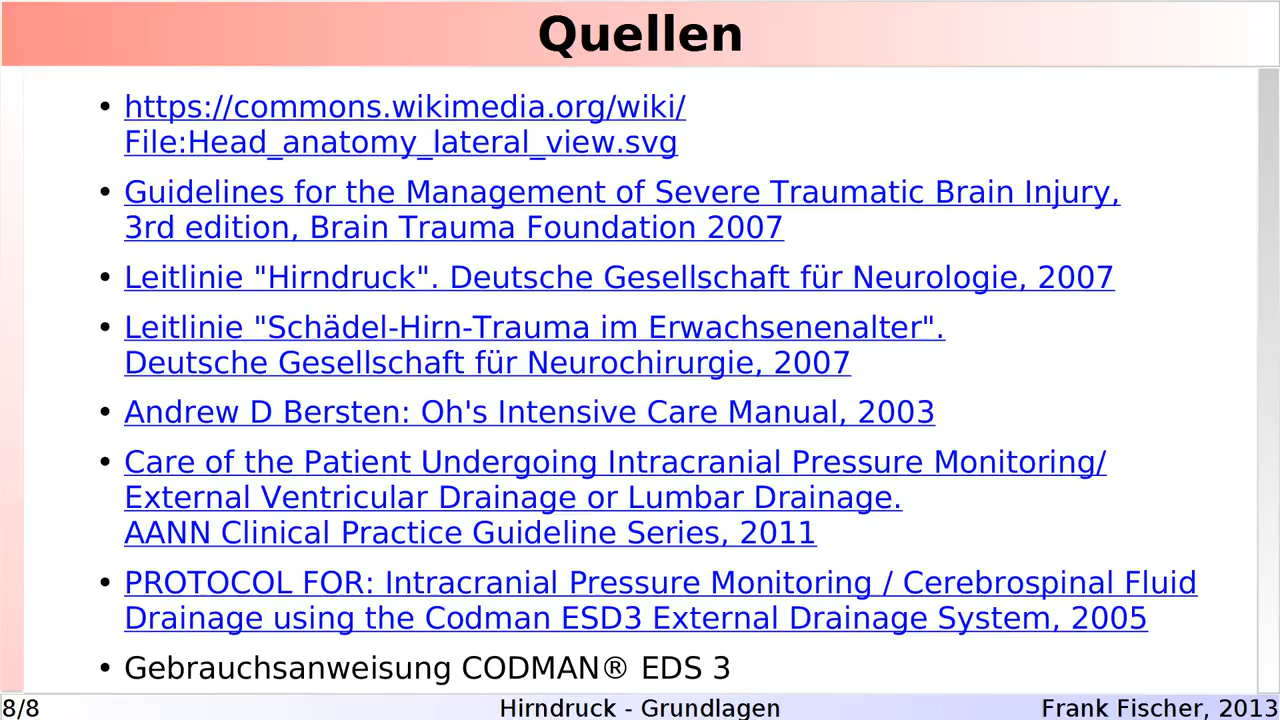 Quellen
• https://commons.wikimedia.org/wiki/
File:Head_anatomy_lateral_view.svg
• Guidelines for the Management of Severe Traumatic Brain Injury,
3rd edition, Brain Trauma Foundation 2007
• Leitlinie "Hirndruck". Deutsche Gesellschaft für Neurologie, 2007
• Leitlinie "Schädel-Hirn-Trauma im Erwachsenenalter".
Deutsche Gesellschaft für Neurochirurgie, 2007
• Andrew D Bersten: Oh's Intensive Care Manual, 2003
• Care of the Patient Undergoing Intracranial Pressure Monitoring/
External Ventricular Drainage or Lumbar Drainage.
AANN Clinical Practice Guideline Series, 2011
• PROTOCOL FOR: Intracranial Pressure Monitoring / Cerebrospinal Fluid
Drainage using the Codman ESD3 External Drainage System, 2005
• Gebrauchsanweisung CODMAN® EDS 3
8/8 Hirndruck - Grundlagen Frank Fischer, 2013